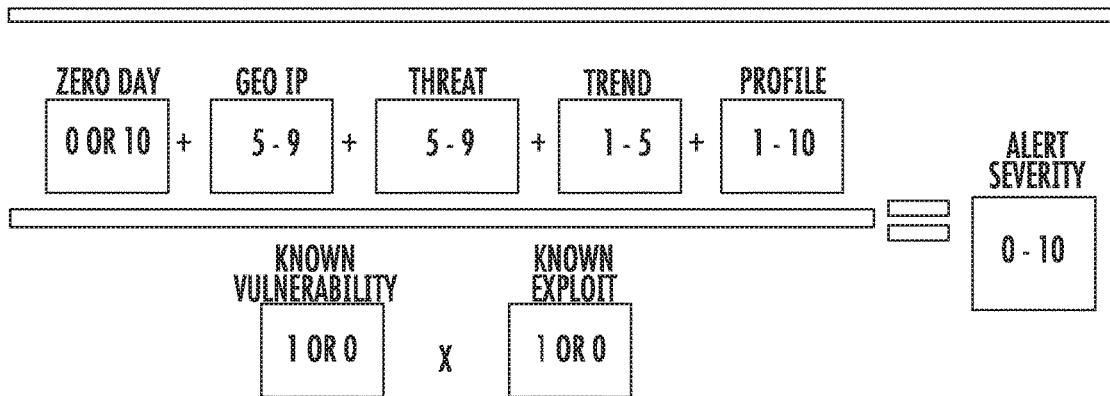 ZERO DAY GEO IP THREAT TREND PROFILE
0 OR 10 + 5 - 9 + 5 - 9 + 1 - 5 + 1 - 10
ALERT
SEVERITY
0 - 10
KNOWN
VULNERABILITY
KNOWN
EXPLOIT
1 OR 0 X 1 OR 0